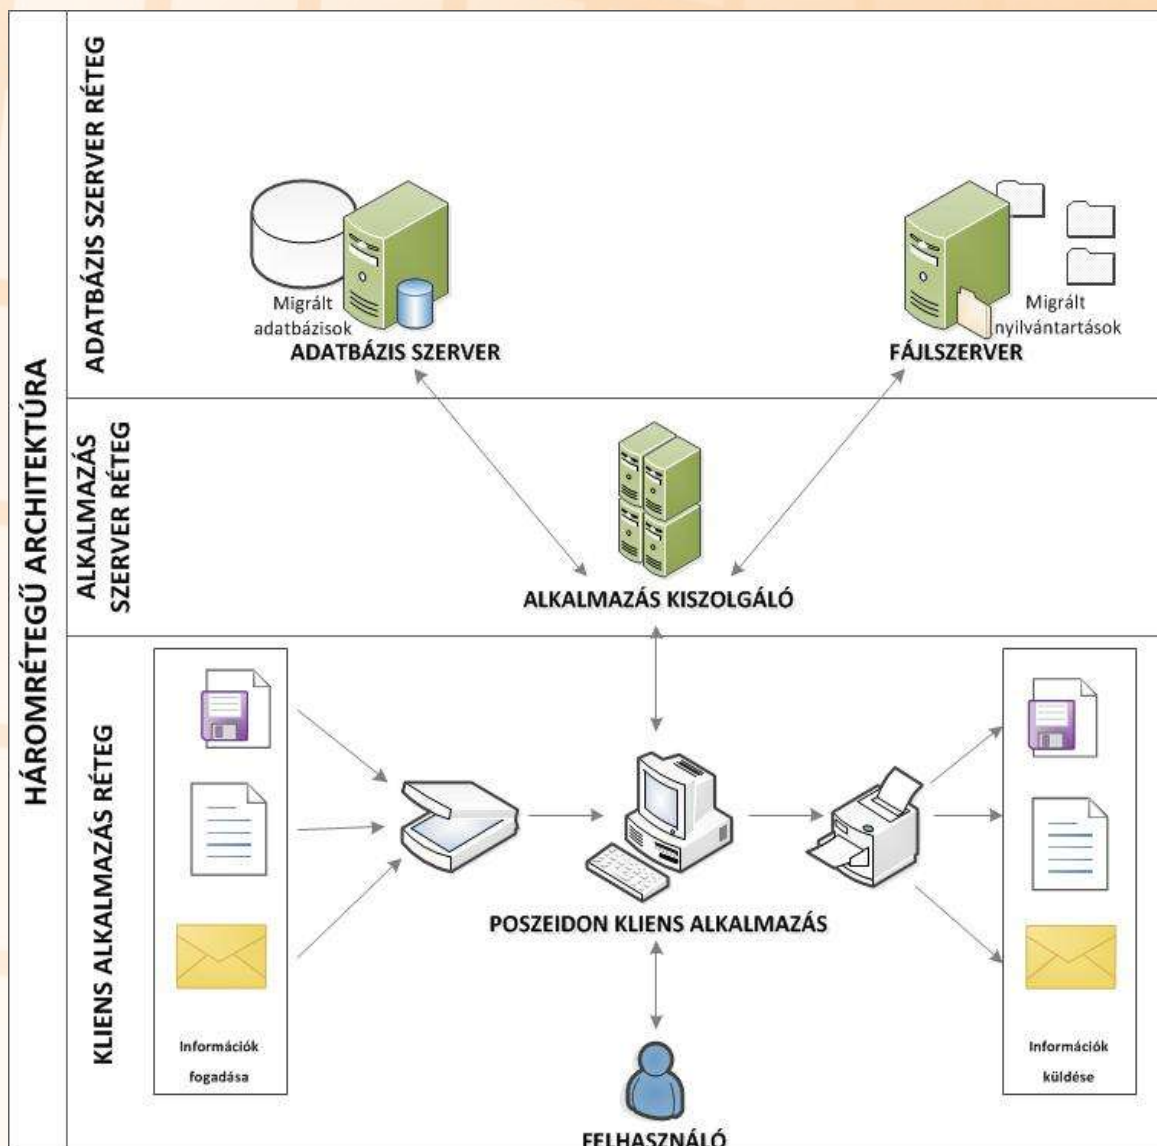 HÁROMRÉTEGŰ ARCHITEKTÚRA
ADATBÁZIS SZERVER RÉTEG
Migrált
adatbázisok
ADATBÁZIS SZERVER
Migrált
nyilvántartások
FÁJLSZERVER
ALKALMAZÁS
SZERVER RÉTEG
ALKALMAZÁS KISZOLGÁLÓ
KLIENS ALKALMAZÁS RÉTEG
Információk
fogadása
POSZEIDON KLIENS ALKALMAZÁS
Információk
küldése
FELHASZNÁLÓ